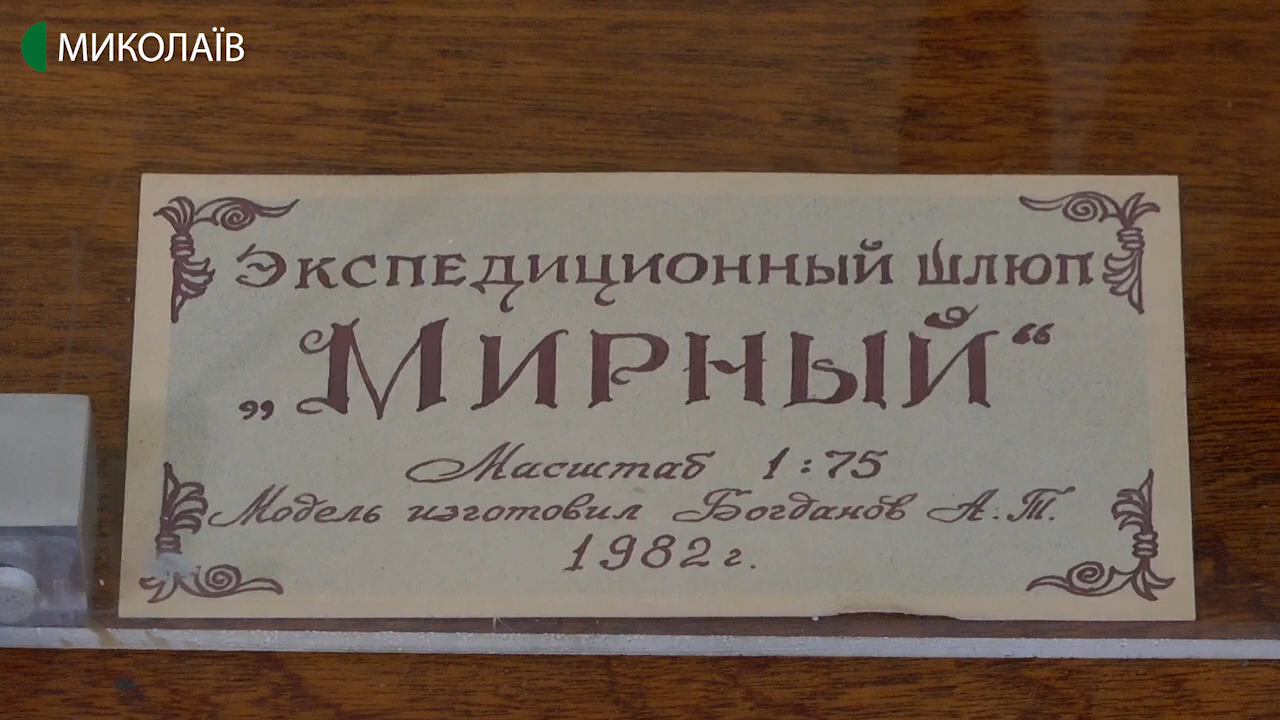 МИКОЛАЇВ
Экспедиционный шлюп
„Мирный“
Масштаб 1:75
Модель изготовил Богданов А.Т.
1982 г.